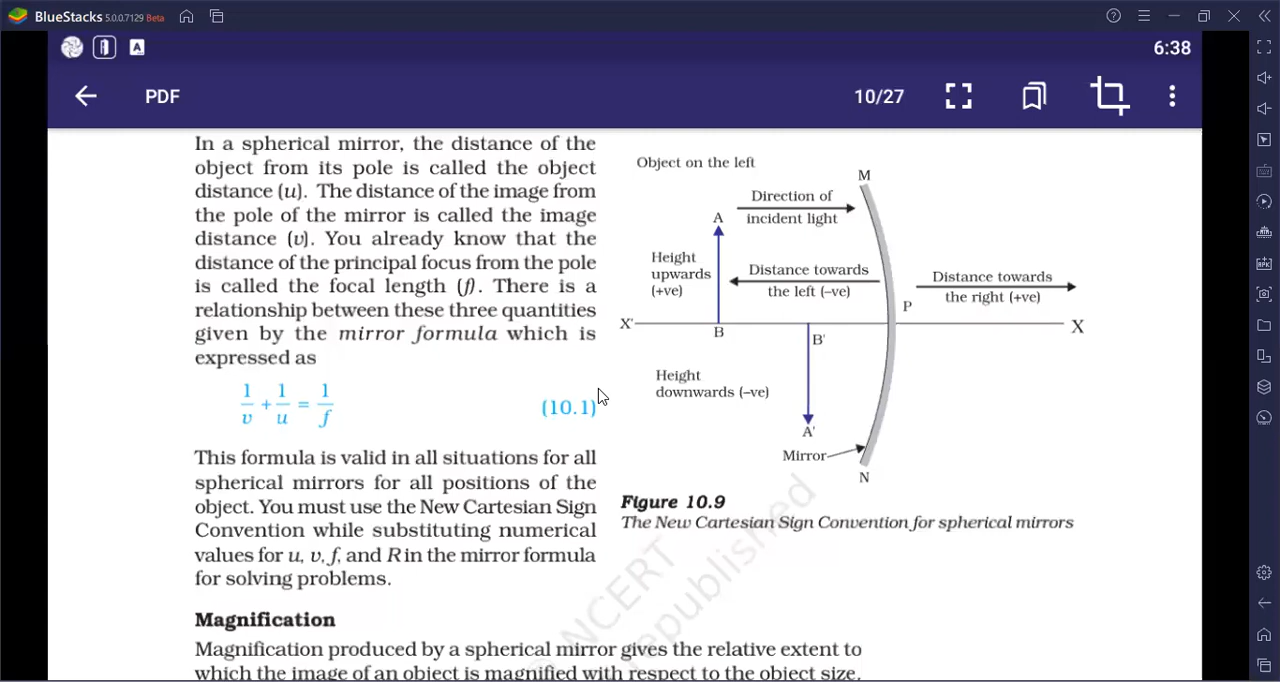 BlueStacks 5.0.0.7129 Beta
6:38
PDF
10/27
In a spherical mirror, the distance of the
object from its pole is called the object
distance (u). The distance of the image from
the pole of the mirror is called the image
distance (v). You already know that the
distance of the principal focus from the pole
is called the focal length (f). There is a
relationship between these three quantities
given by the mirror formula which is
expressed as
1/v + 1/u = 1/f (10.1)
This formula is valid in all situations for all
spherical mirrors for all positions of the
object. You must use the New Cartesian Sign
Convention while substituting numerical
values for u, v, f, and R in the mirror formula
for solving problems.
Object on the left
M
Direction of
incident light
A
Height
upwards
(+ve)
Distance towards
the left (–ve)
Distance towards
the right (+ve)
P
X'
B
B'
X
Height
downwards (–ve)
A'
Mirror
N
Figure 10.9
The New Cartesian Sign Convention for spherical mirrors
Magnification
Magnification produced by a spherical mirror gives the relative extent to
which the image of an object is magnified with respect to the object size.
© NCERT
republished